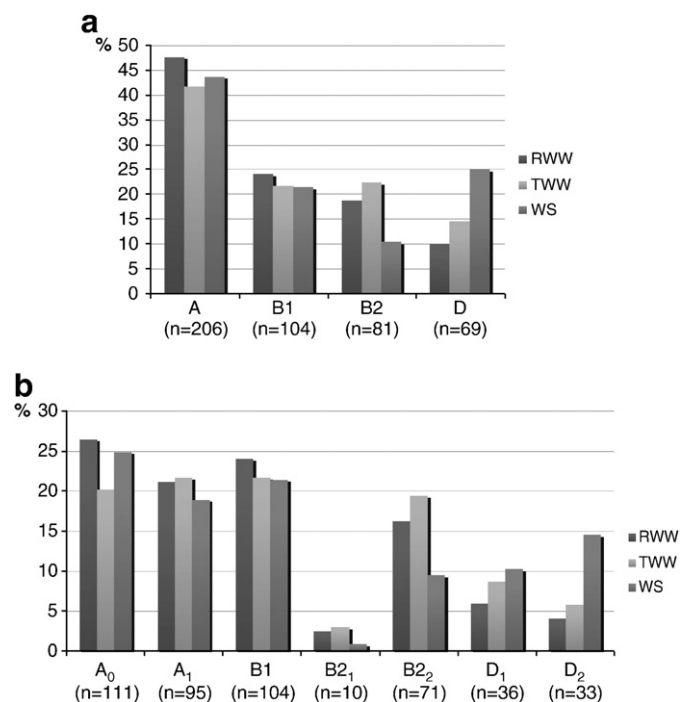 a
% 50
45
40
35
30
25
20
15
10
5
0
RWW
TWW
WS
A B1 B2 D
(n=206) (n=104) (n=81) (n=69)
b
% 30
25
20
15
10
5
0
RWW
TWW
WS
A₀ A₁ B1 B2₁ B2₂ D₁ D₂
(n=111) (n=95) (n=104) (n=10) (n=71) (n=36) (n=33)